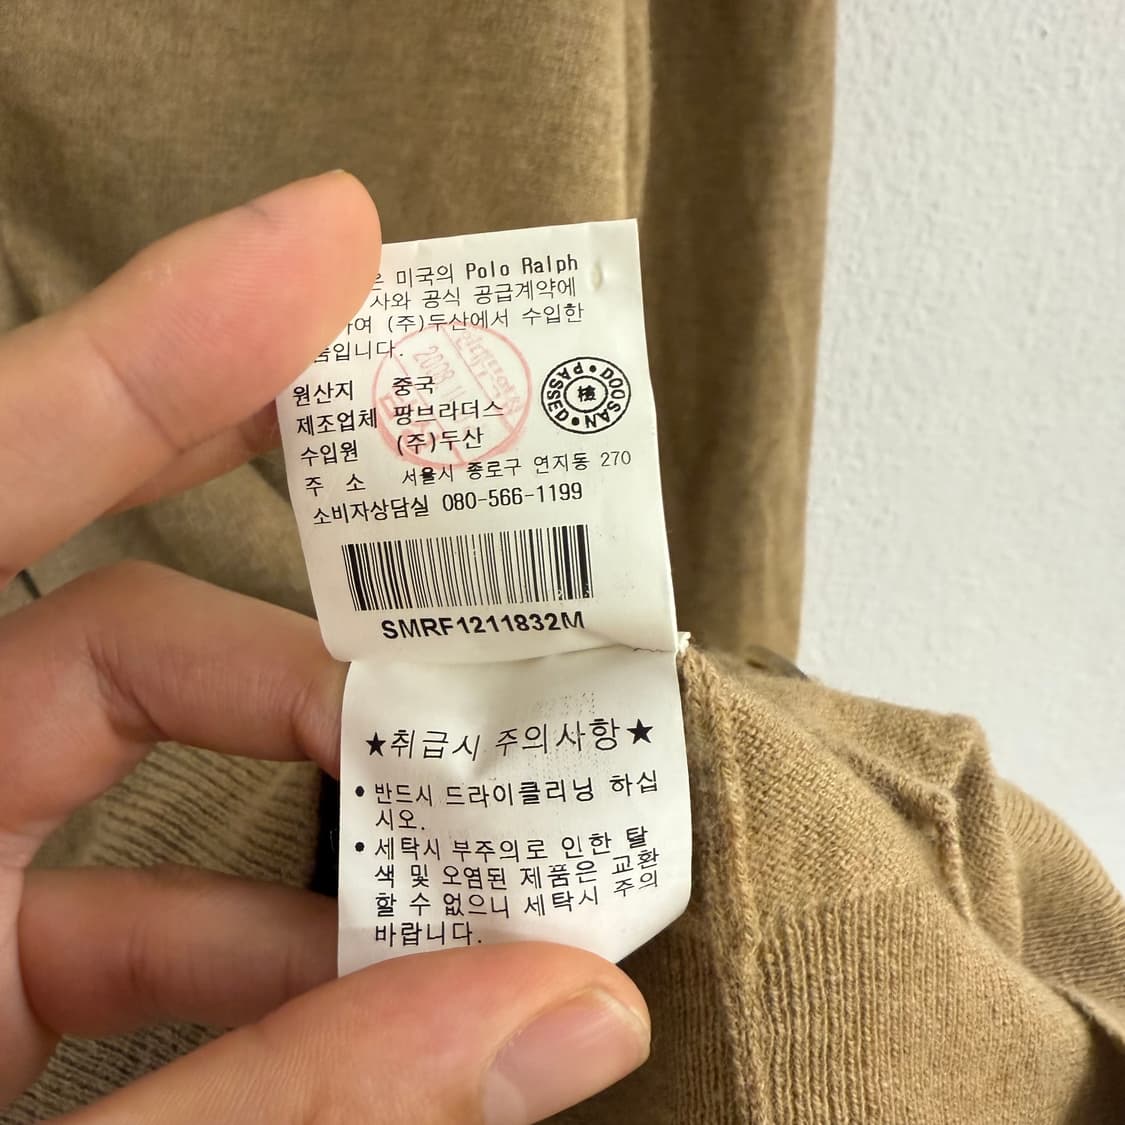 은 미국의 Polo Ralph
사와 공식 공급계약에
하여 (주)두산에서 수입한
품입니다.
원산지 중국
제조업체 팡브라더스
수입원 (주)두산
주 소 서울시 종로구 연지동 270
소비자상담실 080-566-1199
DOOSAN PASSED
檢
SMRF1211832M
★취급시 주의사항★
• 반드시 드라이클리닝 하십
시오.
• 세탁시 부주의로 인한 탈
색 및 오염된 제품은 교환
할 수 없으니 세탁시 주의
바랍니다.